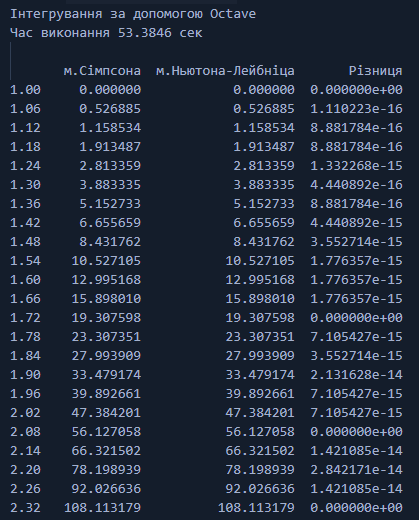 Інтегрування за допомогою Octave
Час виконання 53.3846 сек
м.Сімпсона м.Ньютона-Лейбніца Різниця
1.00 0.000000 0.000000 0.000000e+00
1.06 0.526885 0.526885 1.110223e-16
1.12 1.158534 1.158534 8.881784e-16
1.18 1.913487 1.913487 8.881784e-16
1.24 2.813359 2.813359 1.332268e-15
1.30 3.883335 3.883335 4.440892e-16
1.36 5.152733 5.152733 8.881784e-16
1.42 6.655659 6.655659 4.440892e-15
1.48 8.431762 8.431762 3.552714e-15
1.54 10.527105 10.527105 1.776357e-15
1.60 12.995168 12.995168 1.776357e-15
1.66 15.898010 15.898010 1.776357e-15
1.72 19.307598 19.307598 0.000000e+00
1.78 23.307351 23.307351 7.105427e-15
1.84 27.993909 27.993909 3.552714e-15
1.90 33.479174 33.479174 2.131628e-14
1.96 39.892661 39.892661 7.105427e-15
2.02 47.384201 47.384201 7.105427e-15
2.08 56.127058 56.127058 0.000000e+00
2.14 66.321502 66.321502 1.421085e-14
2.20 78.198939 78.198939 2.842171e-14
2.26 92.026636 92.026636 1.421085e-14
2.32 108.113179 108.113179 0.000000e+00